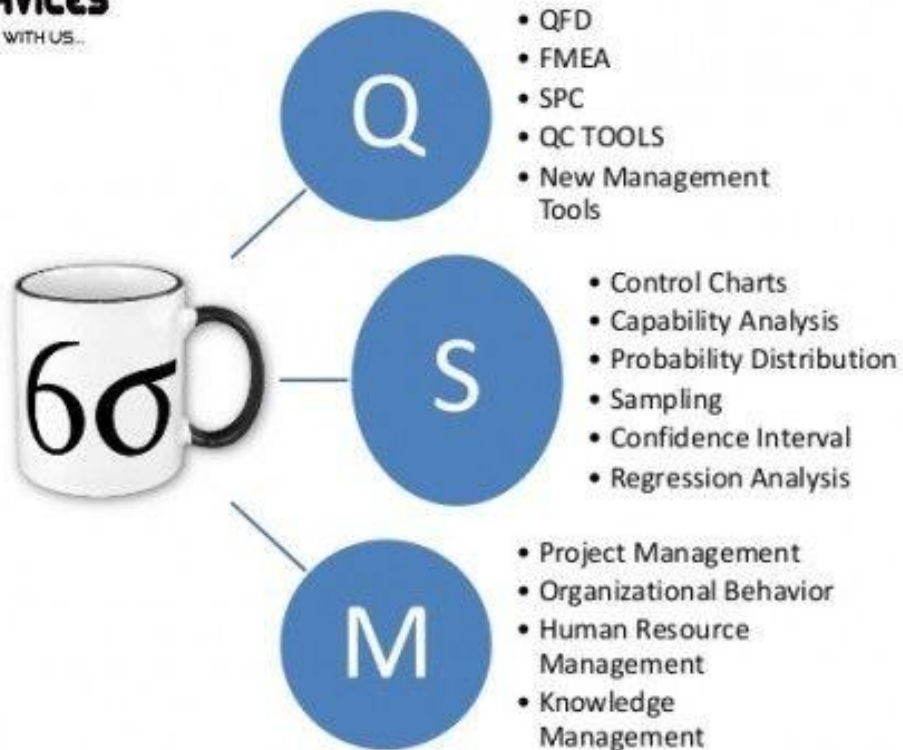 WITH US...
Q
• QFD
• FMEA
• SPC
• QC TOOLS
• New Management
Tools
6σ
S
• Control Charts
• Capability Analysis
• Probability Distribution
• Sampling
• Confidence Interval
• Regression Analysis
M
• Project Management
• Organizational Behavior
• Human Resource
Management
• Knowledge
Management